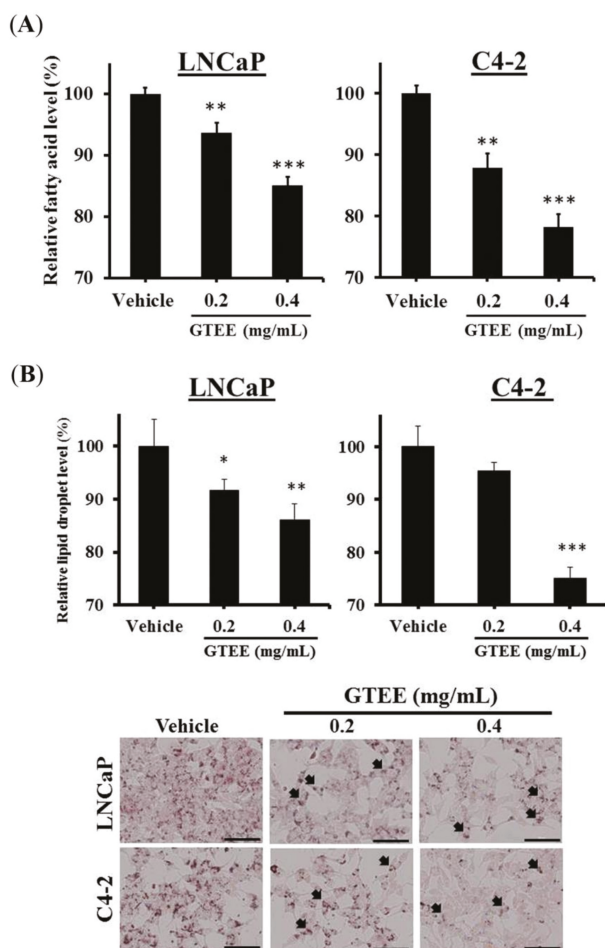 (A)
LNCaP
C4-2
Relative fatty acid level (%)
100
90
80
70
**
***
Vehicle
0.2
0.4
GTEE (mg/mL)
100
90
80
70
**
***
Vehicle
0.2
0.4
GTEE (mg/mL)
(B)
LNCaP
C4-2
Relative lipid droplet level (%)
100
90
80
70
*
**
Vehicle
0.2
0.4
GTEE (mg/mL)
100
90
80
70
***
Vehicle
0.2
0.4
GTEE (mg/mL)
GTEE (mg/mL)
Vehicle
0.2
0.4
LNCaP
C4-2